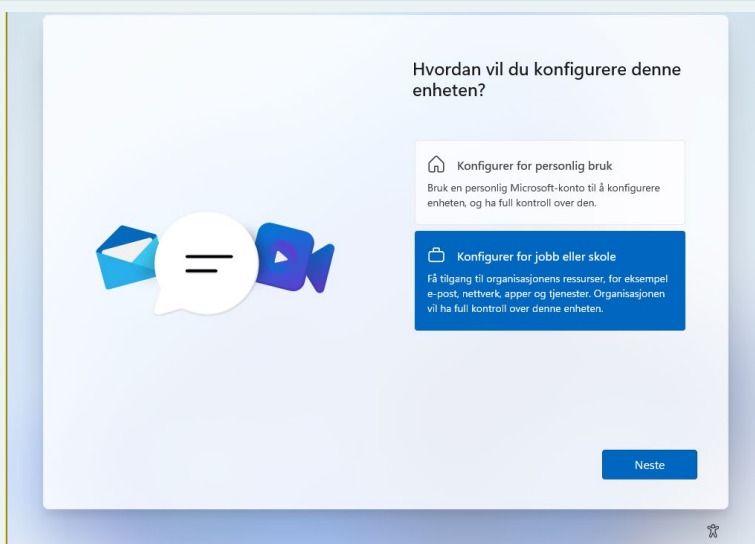 Hvordan vil du konfigurere denne
enheten?
Konfigurer for personlig bruk
Bruk en personlig Microsoft-konto til å konfigurere
enheten, og ha full kontroll over den.
Konfigurer for jobb eller skole
Få tilgang til organisasjonens ressurser, for eksempel
e-post, nettverk, apper og tjenester. Organisasjonen
vil ha full kontroll over denne enheten.
Neste